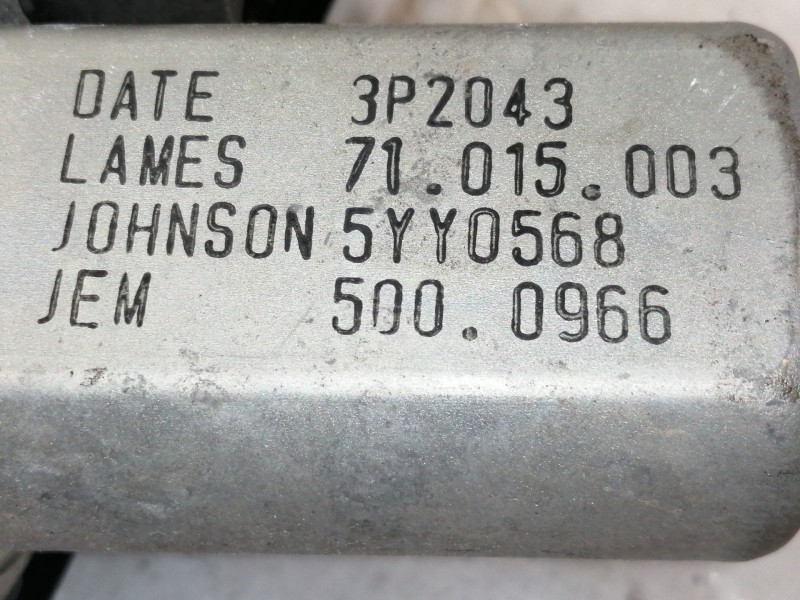 DATE 3P2043
LAMES 71.015.003
JOHNSON 5YY0568
JEM 500.0966